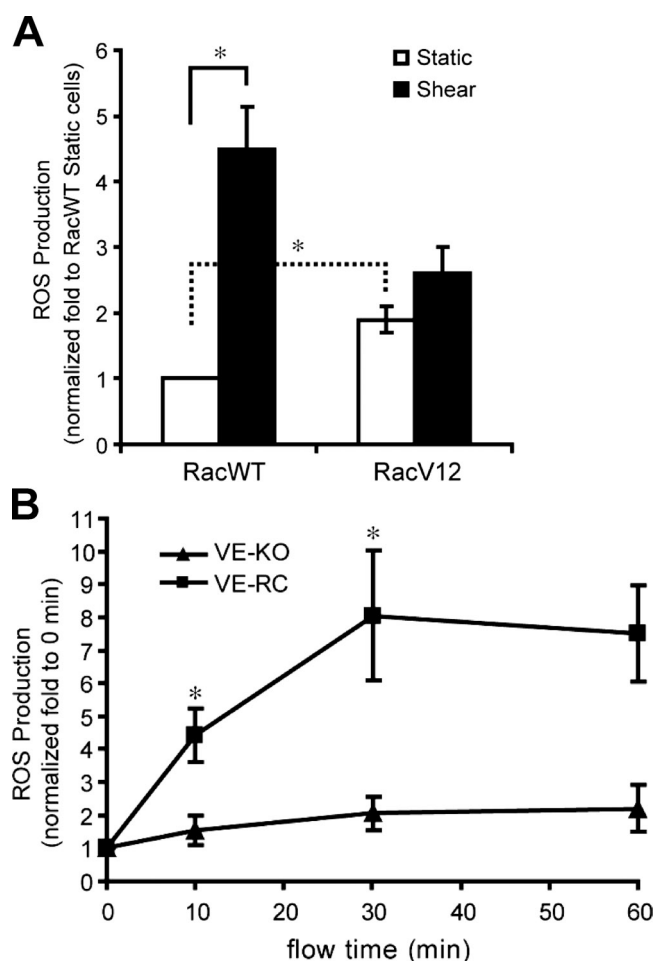 A
ROS Production
(normalized fold to RacWT Static cells)
6
5
4
3
2
1
0
*
*
Static
Shear
RacWT
RacV12
B
ROS Production
(normalized fold to 0 min)
11
10
9
8
7
6
5
4
3
2
1
0
VE-KO
VE-RC
*
*
0
10
20
30
40
50
60
flow time (min)